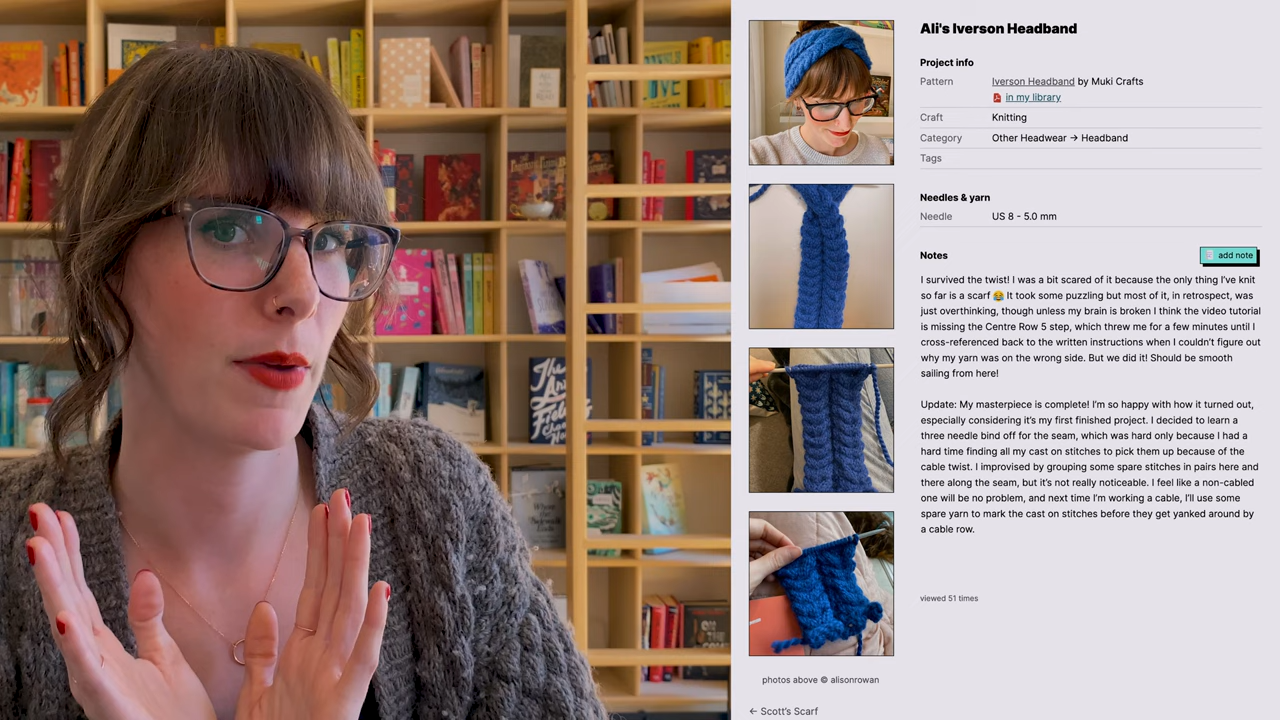 THE
Ali's Iverson Headband
Project info
Pattern Iverson Headband by Muki Crafts
in my library
Craft Knitting
Category Other Headwear → Headband
Tags
Needles & yarn
Needle US 8 - 5.0 mm
Notes
add note
I survived the twist! I was a bit scared of it because the only thing I've knit
so far is a scarf 😂 It took some puzzling but most of it, in retrospect, was
just overthinking, though unless my brain is broken I think the video tutorial
is missing the Centre Row 5 step, which threw me for a few minutes until I
cross-referenced back to the written instructions when I couldn't figure out
why my yarn was on the wrong side. But we did it! Should be smooth
sailing from here!
Update: My masterpiece is complete! I'm so happy with how it turned out,
especially considering it's my first finished project. I decided to learn a
three needle bind off for the seam, which was hard only because I had a
hard time finding all my cast on stitches to pick them up because of the
cable twist. I improvised by grouping some spare stitches in pairs here and
there along the seam, but it's not really noticeable. I feel like a non-cabled
one will be no problem, and next time I'm working a cable, I'll use some
spare yarn to mark the cast on stitches before they get yanked around by
a cable row.
viewed 51 times
photos above © alisonrowan
← Scott's Scarf